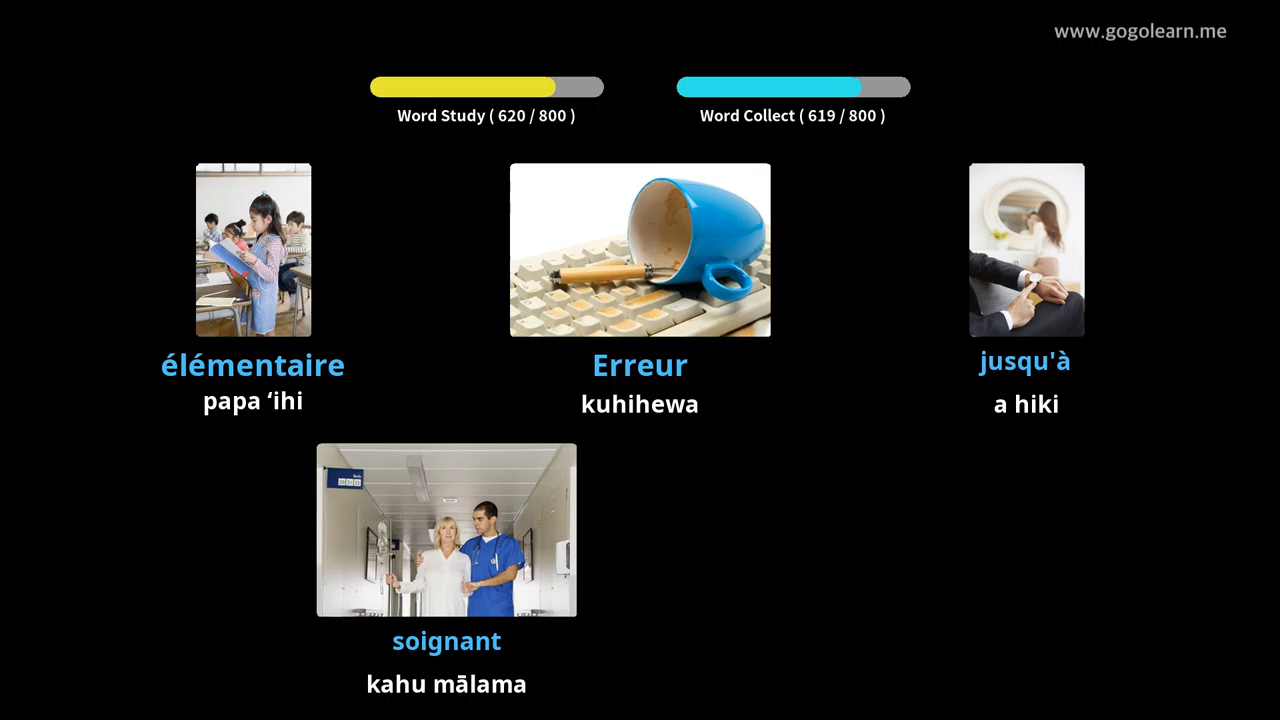 www.gogolearn.me
Word Study ( 620 / 800 )
Word Collect ( 619 / 800 )
élémentaire
papa ʻihi
Erreur
kuhihewa
jusqu'à
a hiki
soignant
kahu mālama